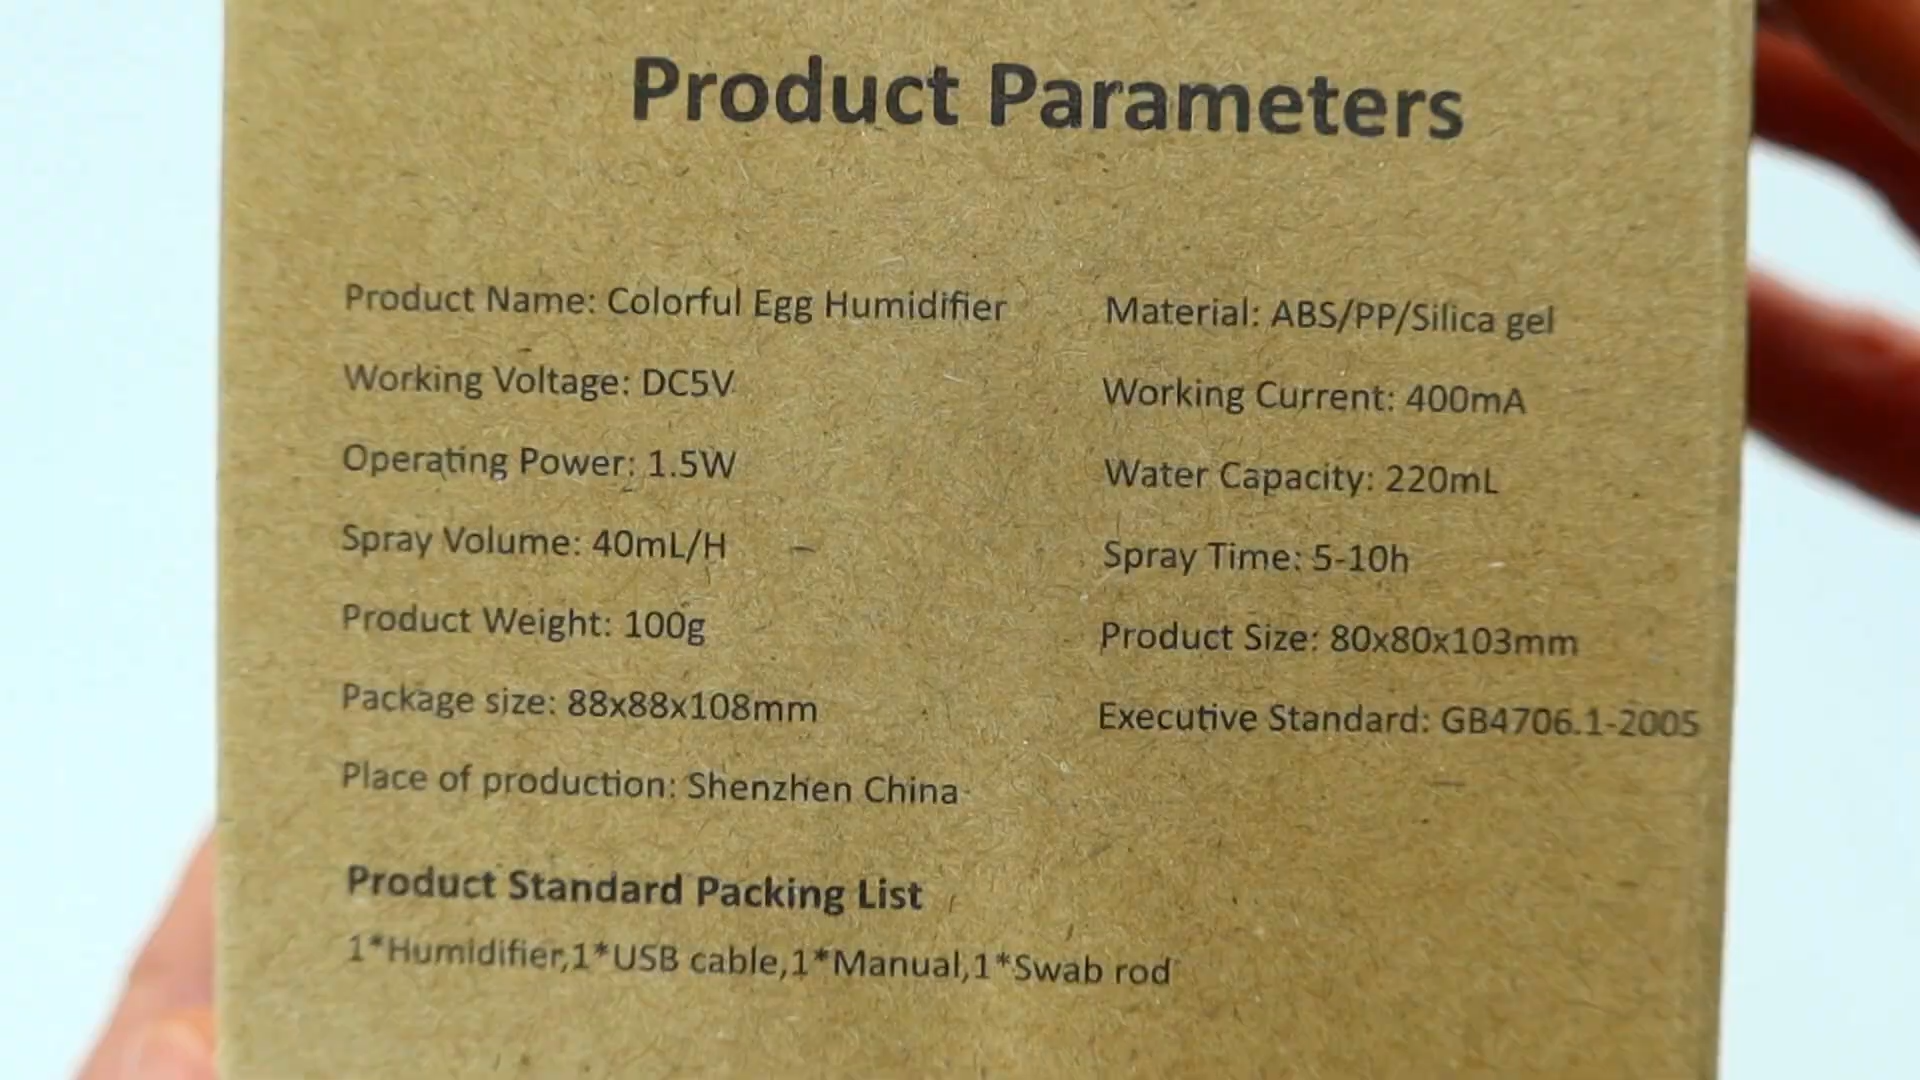 Product Parameters
Product Name: Colorful Egg Humidifier
Material: ABS/PP/Silica gel
Working Voltage: DC5V
Working Current: 400mA
Operating Power: 1.5W
Water Capacity: 220mL
Spray Volume: 40mL/H
Spray Time: 5-10h
Product Weight: 100g
Product Size: 80x80x103mm
Package size: 88x88x108mm
Executive Standard: GB4706.1-2005
Place of production: Shenzhen China
Product Standard Packing List
1*Humidifier,1*USB cable,1*Manual,1*Swab rod